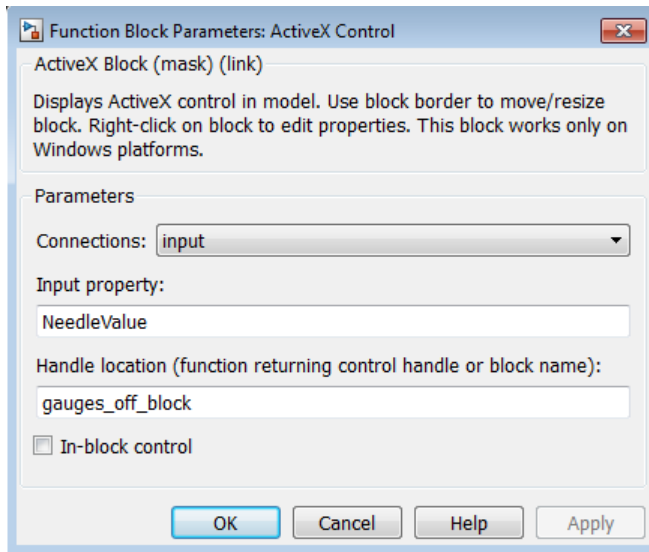 Function Block Parameters: ActiveX Control
ActiveX Block (mask) (link)
Displays ActiveX control in model. Use block border to move/resize
block. Right-click on block to edit properties. This block works only on
Windows platforms.
Parameters
Connections: input
Input property:
NeedleValue
Handle location (function returning control handle or block name):
gauges_off_block
In-block control
OK Cancel Help Apply